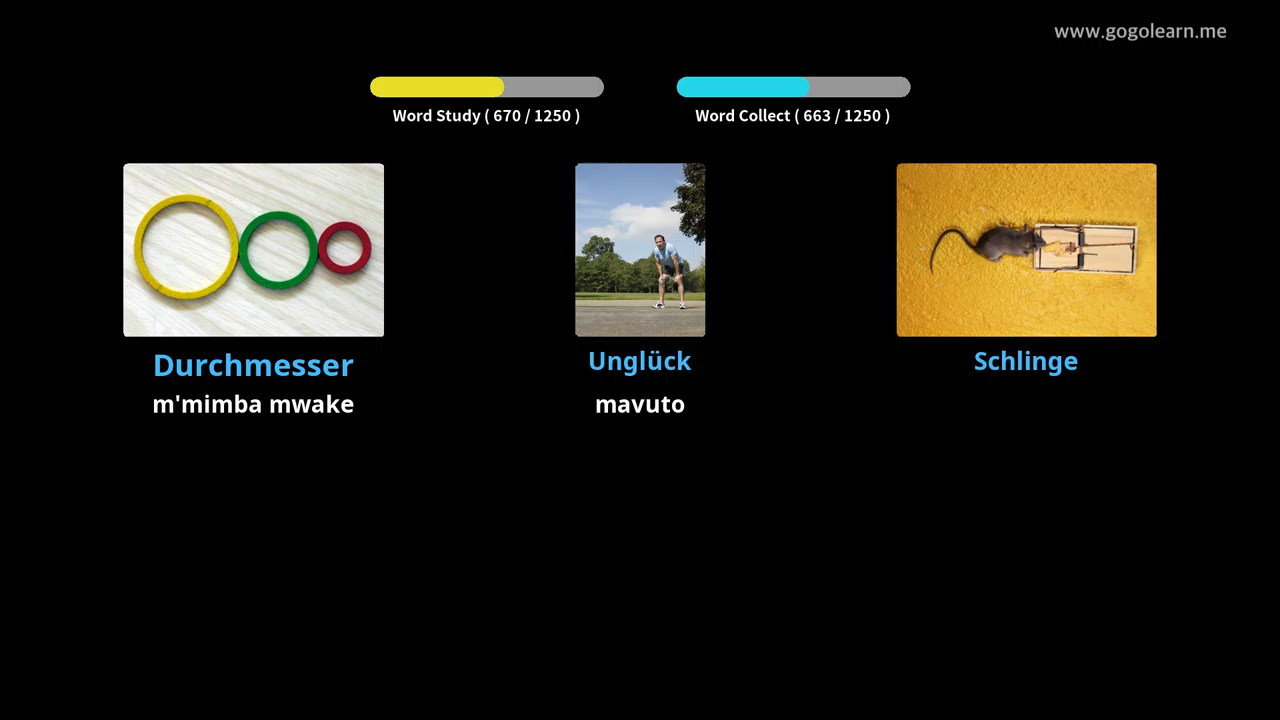 www.gogolearn.me
Word Study ( 670 / 1250 )
Word Collect ( 663 / 1250 )
Durchmesser
Unglück
Schlinge
m'mimba mwake
mavuto